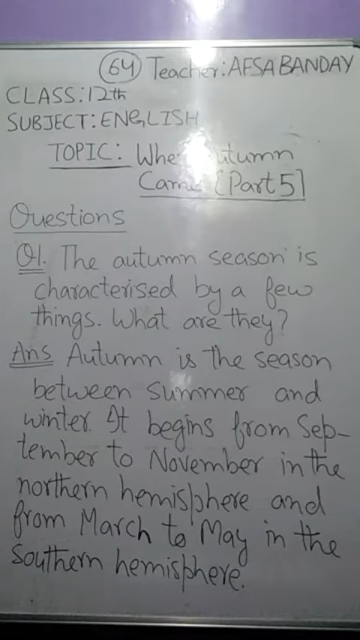 64 Teacher: AFSA BANDAY
CLASS: 12th
SUBJECT: ENGLISH
TOPIC: When Autumn
Came [Part 5]
Questions
Q1. The autumn season is
characterised by a few
things. What are they?
Ans Autumn is the season
between summer and
winter. It begins from Sep-
tember to November in the
northern hemisphere and
from March to May in the
Southern hemisphere.